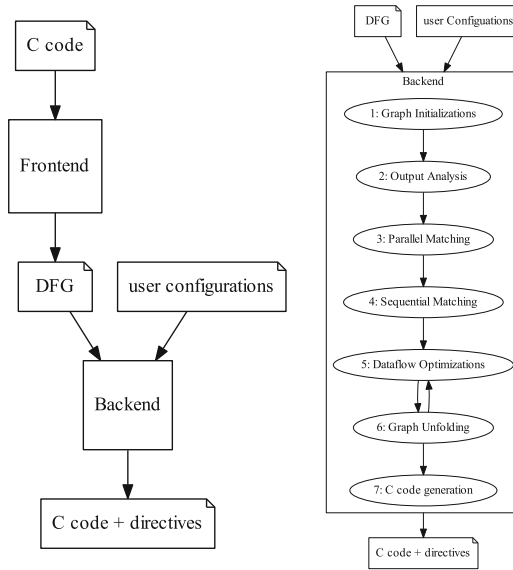 C code
Frontend
DFG
user configurations
Backend
C code + directives
DFG
user Configuations
Backend
1: Graph Initializations
2: Output Analysis
3: Parallel Matching
4: Sequential Matching
5: Dataflow Optimizations
6: Graph Unfolding
7: C code generation
C code + directives